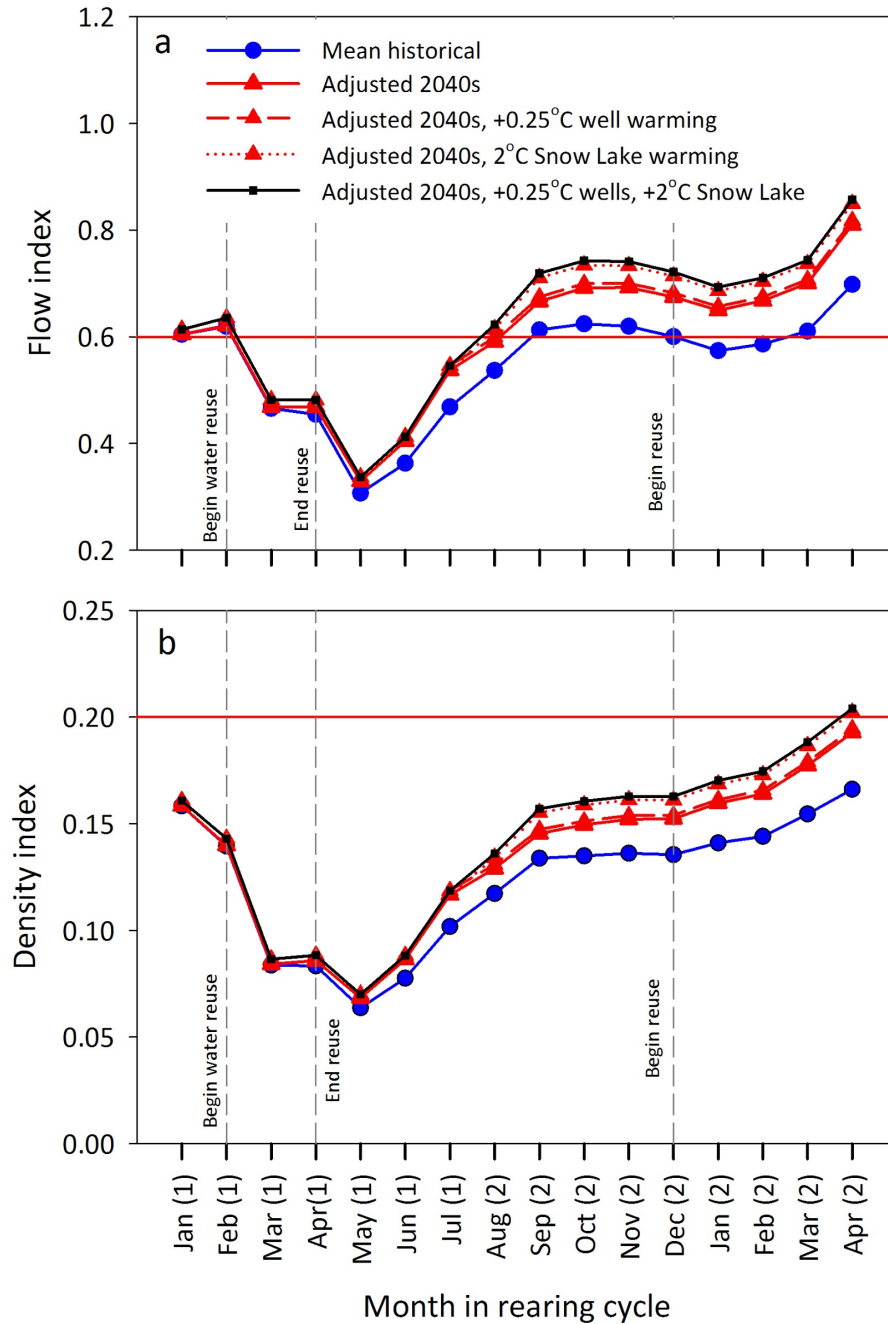 a
Mean historical
Adjusted 2040s
Adjusted 2040s, +0.25°C well warming
Adjusted 2040s, 2°C Snow Lake warming
Adjusted 2040s, +0.25°C wells, +2°C Snow Lake
Flow index
1.2
1.0
0.8
0.6
0.4
0.2
Begin water reuse
End reuse
Begin reuse
b
Density index
0.25
0.20
0.15
0.10
0.05
0.00
Begin water reuse
End reuse
Begin reuse
Jan (1)
Feb (1)
Mar (1)
Apr(1)
May (1)
Jun (1)
Jul (1)
Aug (2)
Sep (2)
Oct (2)
Nov (2)
Dec (2)
Jan (2)
Feb (2)
Mar (2)
Apr (2)
Month in rearing cycle